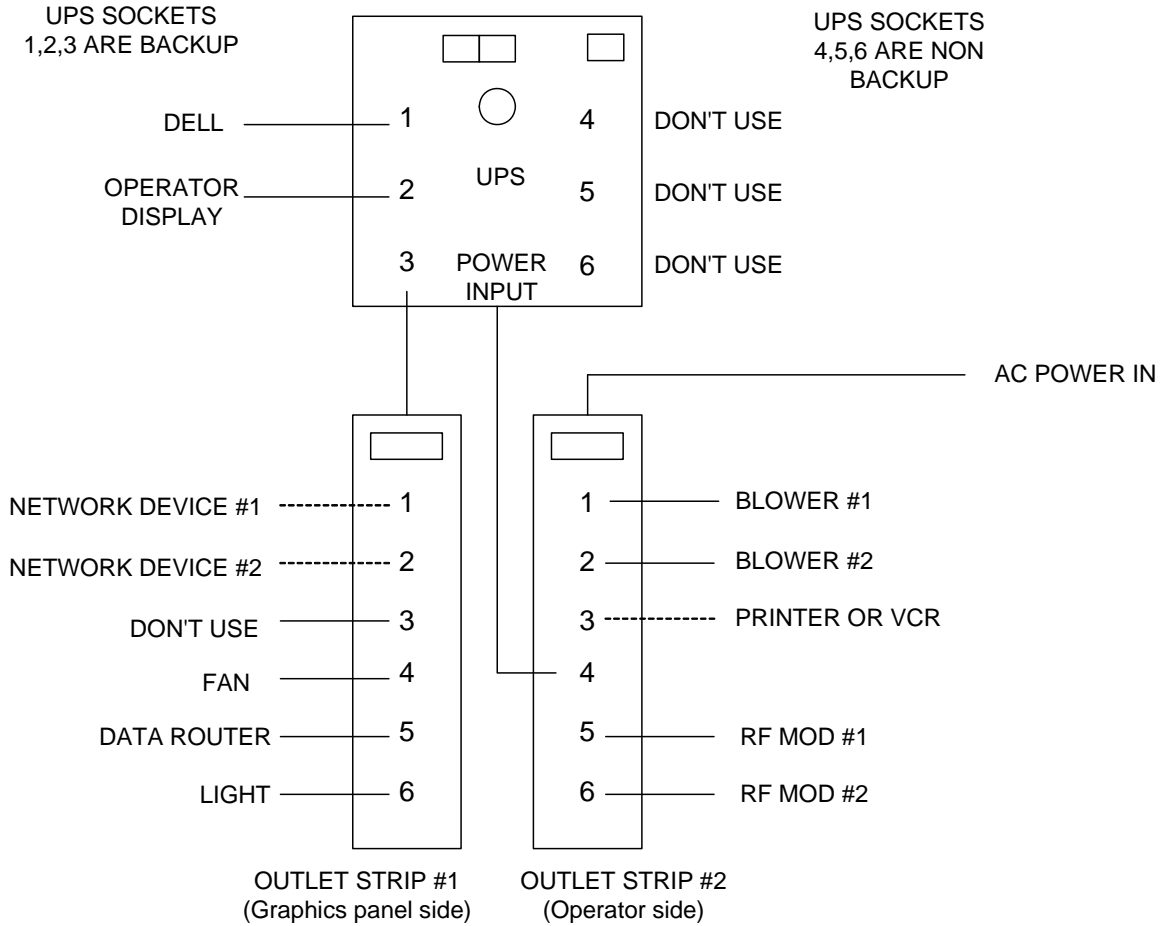 UPS SOCKETS
1,2,3 ARE BACKUP
UPS SOCKETS
4,5,6 ARE NON
BACKUP
DELL
1
4
DON'T USE
OPERATOR
DISPLAY
2
UPS
5
DON'T USE
3
POWER
INPUT
6
DON'T USE
AC POWER IN
NETWORK DEVICE #1
1
NETWORK DEVICE #2
2
DON'T USE
3
FAN
4
DATA ROUTER
5
LIGHT
6
OUTLET STRIP #1
(Graphics panel side)
1
BLOWER #1
2
BLOWER #2
3
PRINTER OR VCR
4
5
RF MOD #1
6
RF MOD #2
OUTLET STRIP #2
(Operator side)